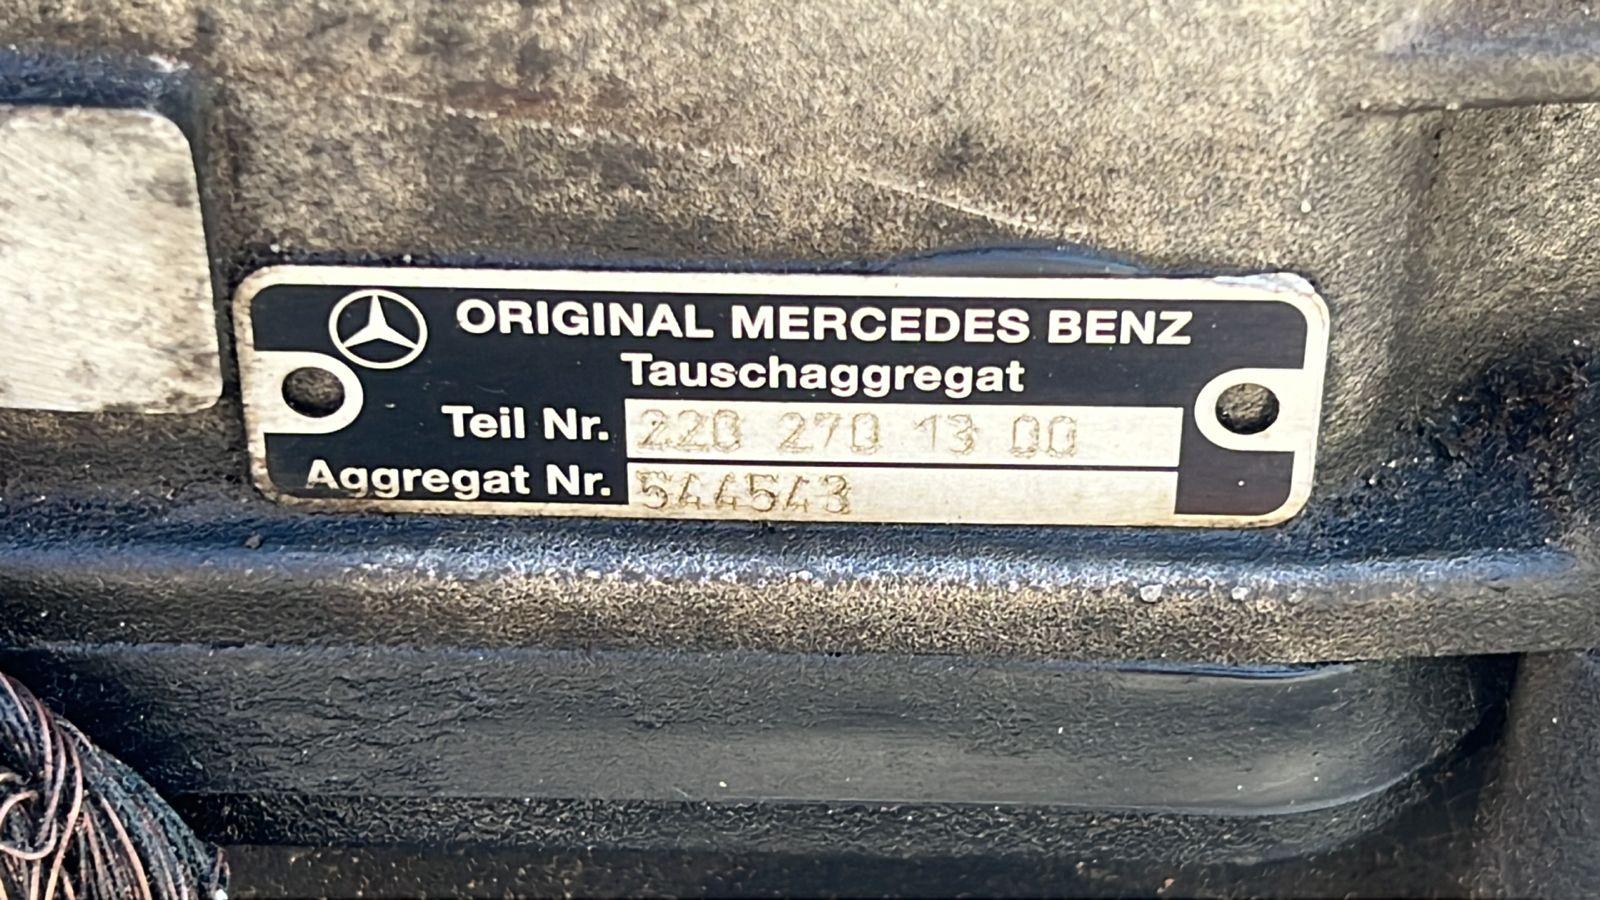 ORIGINAL MERCEDES BENZ
Tauschaggregat
Teil Nr. 220 270 13 00
Aggregat Nr. 544543